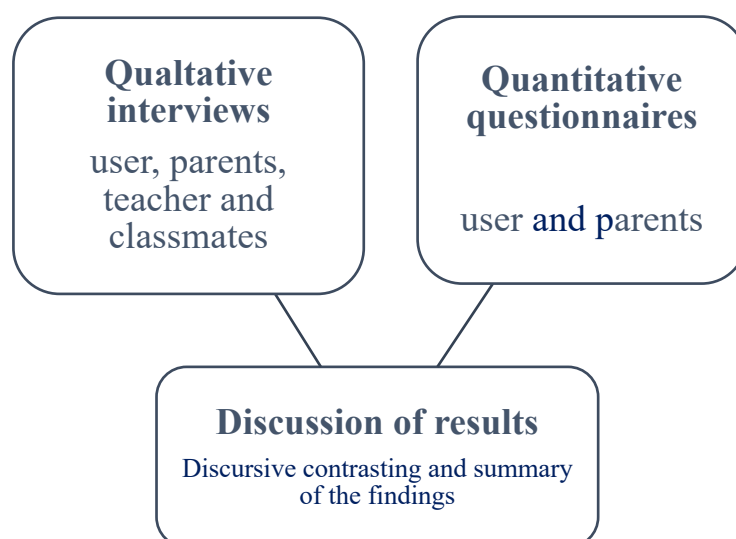 Qualtative
interviews
user, parents,
teacher and
classmates
Quantitative
questionnaires
user and parents
Discussion of results
Discursive contrasting and summary
of the findings